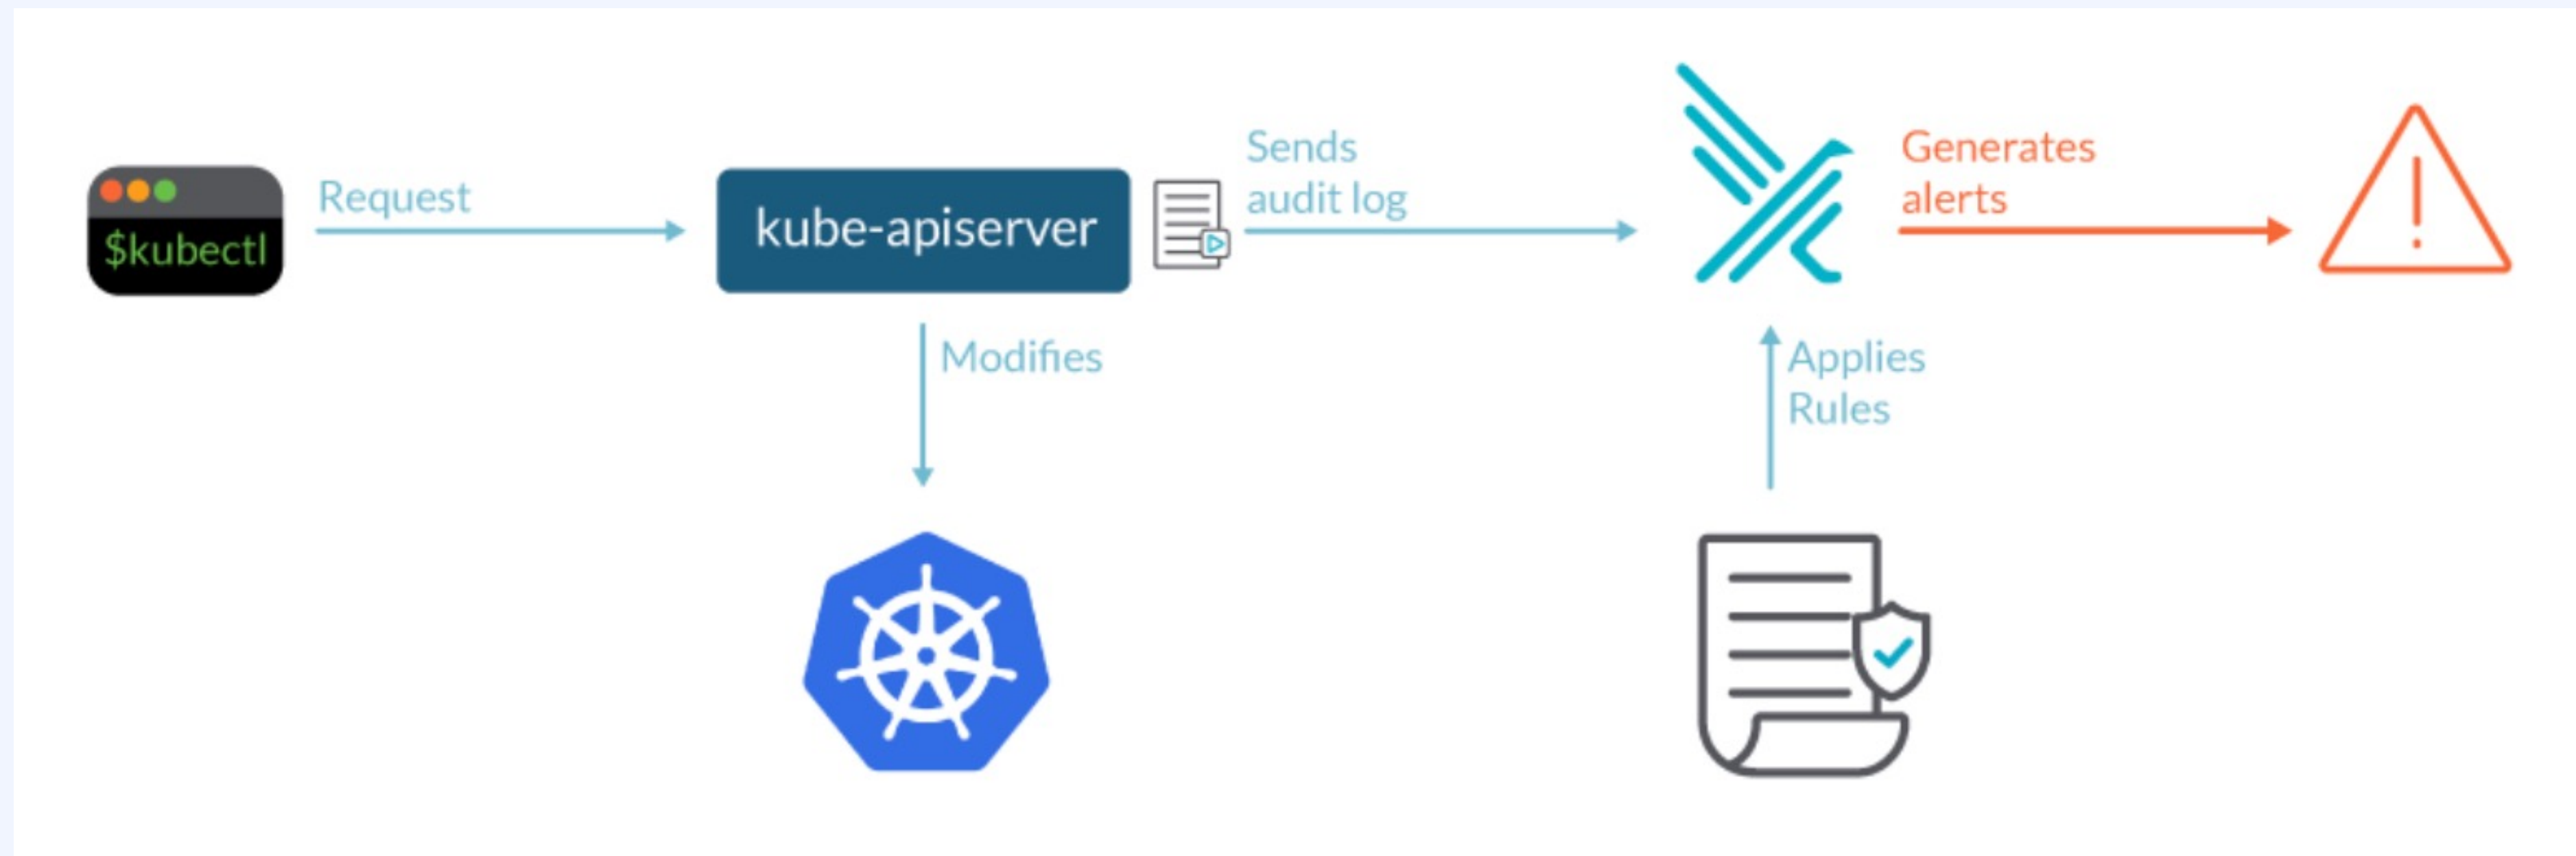 $kubectl
Request
kube-apiserver
Sends
audit log
Generates
alerts
Modifies
Applies
Rules